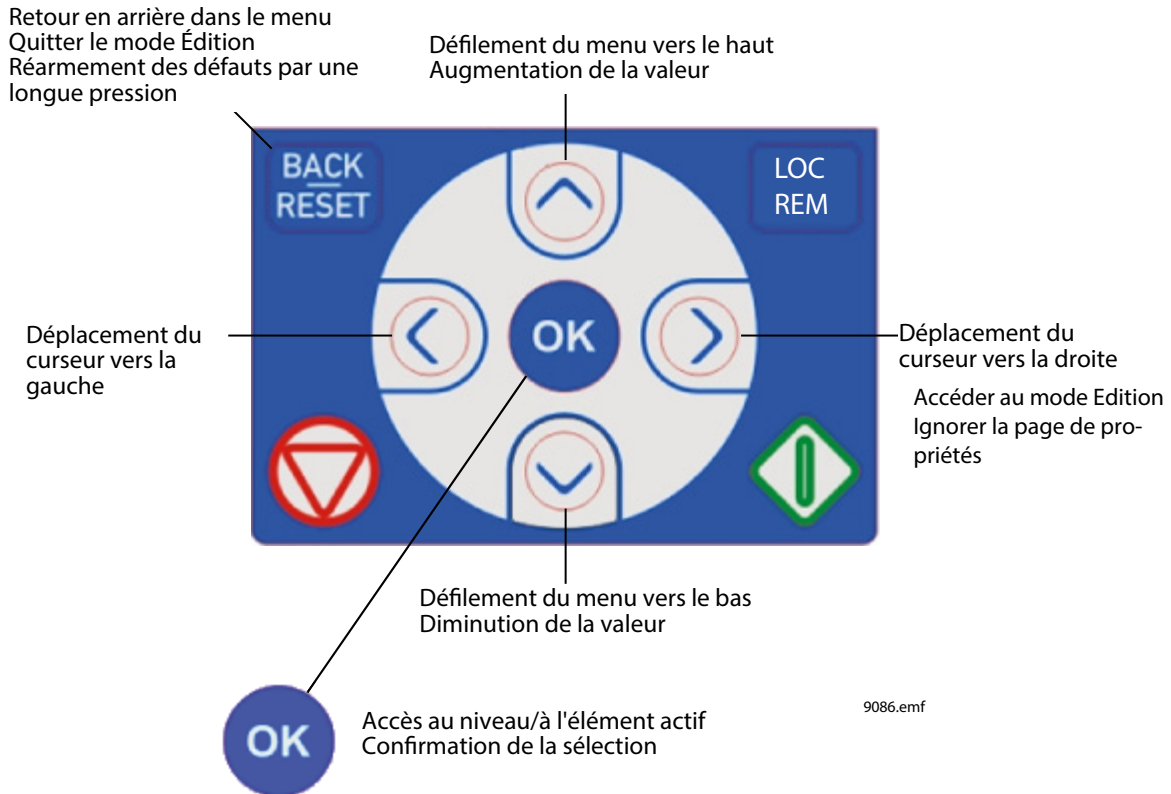 Retour en arrière dans le menu
Quitter le mode Édition
Réarmement des défauts par une
longue pression
Défilement du menu vers le haut
Augmentation de la valeur
BACK
RESET
LOC
REM
Déplacement du
curseur vers la
gauche
OK
Déplacement du
curseur vers la droite
Accéder au mode Edition
Ignorer la page de pro-
priétés
Défilement du menu vers le bas
Diminution de la valeur
OK
Accès au niveau/à l'élément actif
Confirmation de la sélection
9086.emf